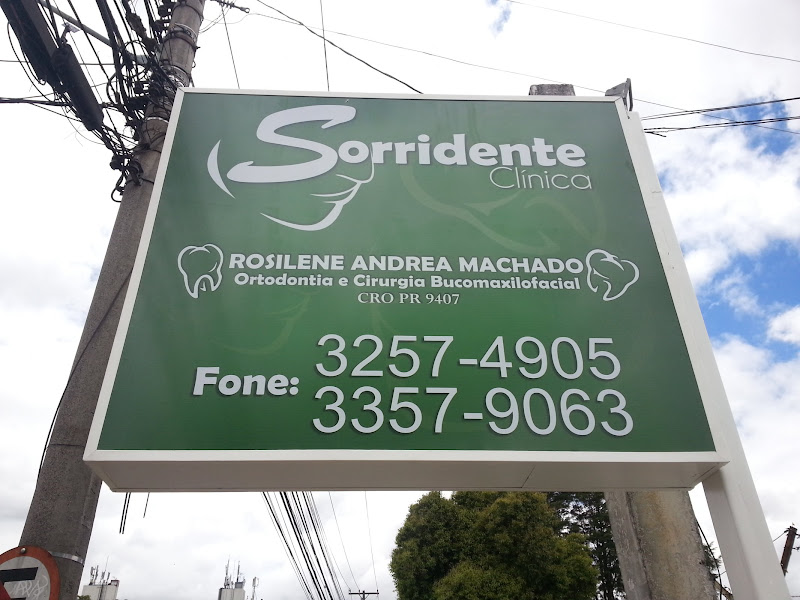 Sorridente
Clínica
ROSILENE ANDREA MACHADO
Ortodontia e Cirurgia Bucomaxilofacial
CRO PR 9407
Fone: 3257-4905
3357-9063